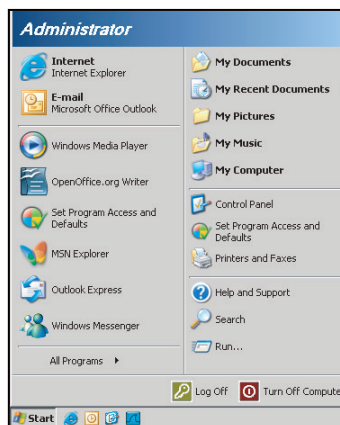 Administrator
Internet
Internet Explorer
E-mail
Microsoft Office Outlook
Windows Media Player
OpenOffice.org Writer
Set Program Access and
Defaults
MSN Explorer
Outlook Express
Windows Messenger
All Programs
My Documents
My Recent Documents
My Pictures
My Music
My Computer
Control Panel
Set Program Access and
Defaults
Printers and Faxes
Help and Support
Search
Run...
Log Off
Turn Off Compute
Start